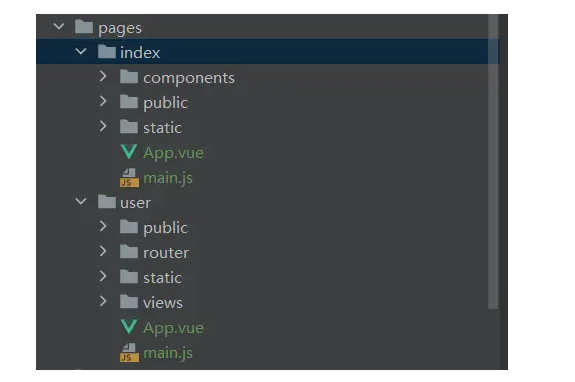 pages
index
components
public
static
App.vue
JS main.js
user
public
router
static
views
App.vue
JS main.js